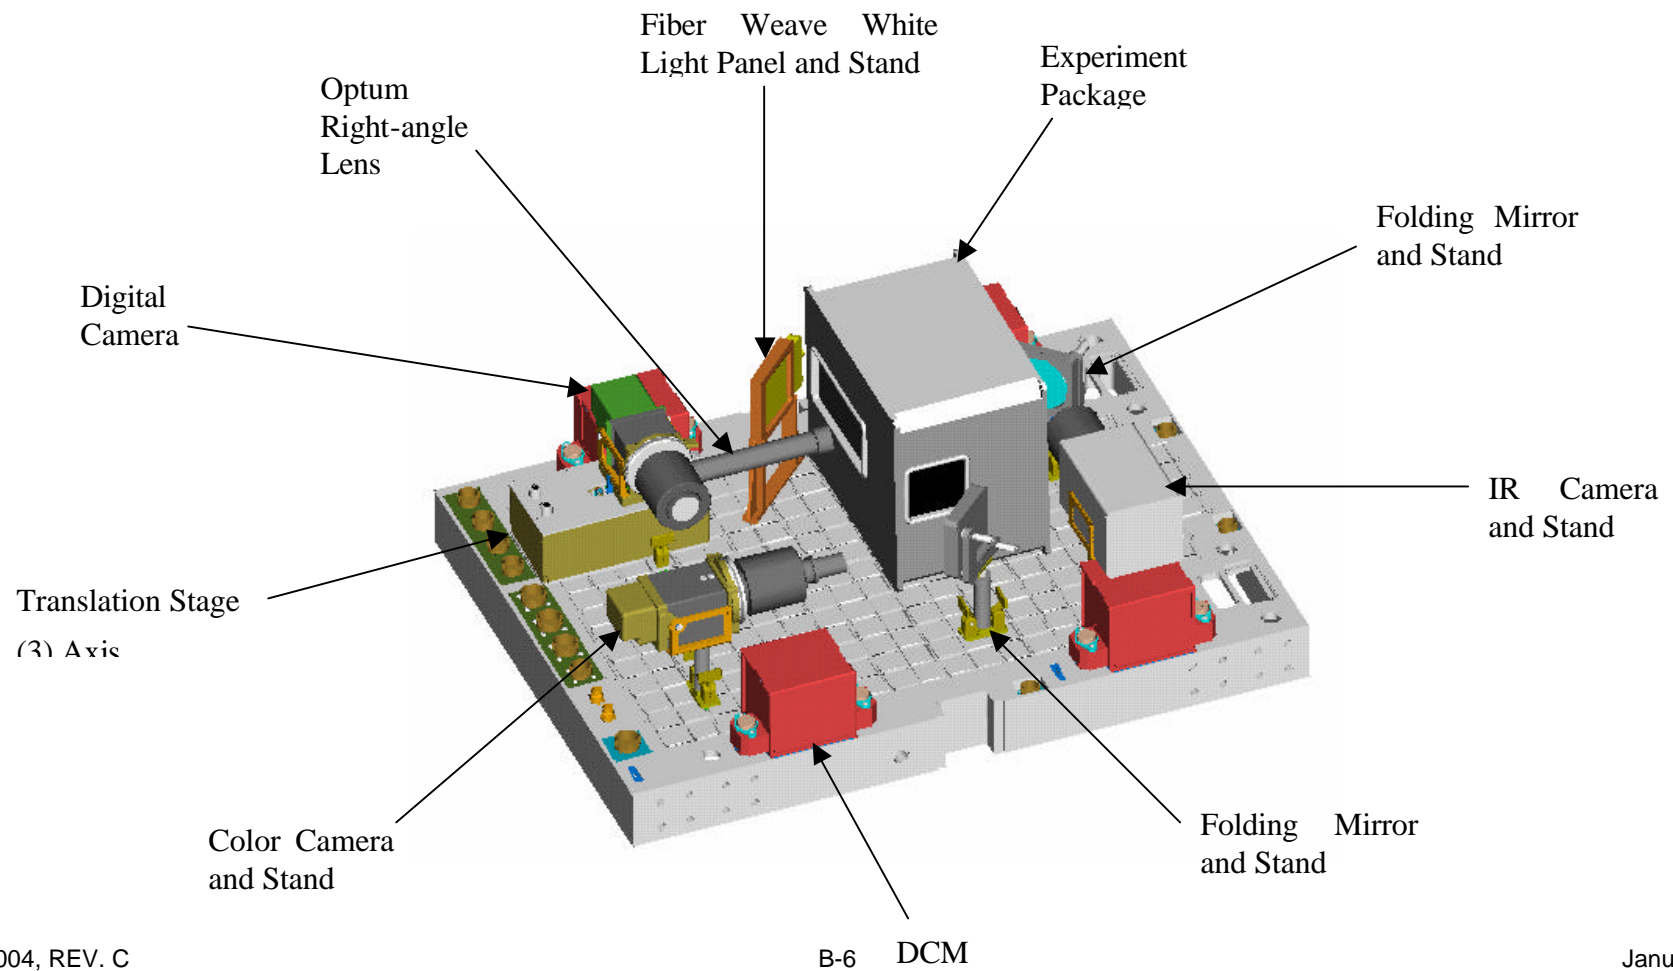 Fiber Weave White
Light Panel and Stand
Experiment
Package
Optum
Right-angle
Lens
Folding Mirror
and Stand
Digital
Camera
IR Camera
and Stand
Translation Stage
(3) Axis
Color Camera
and Stand
Folding Mirror
and Stand
DCM
004, REV. C
B-6
Janu